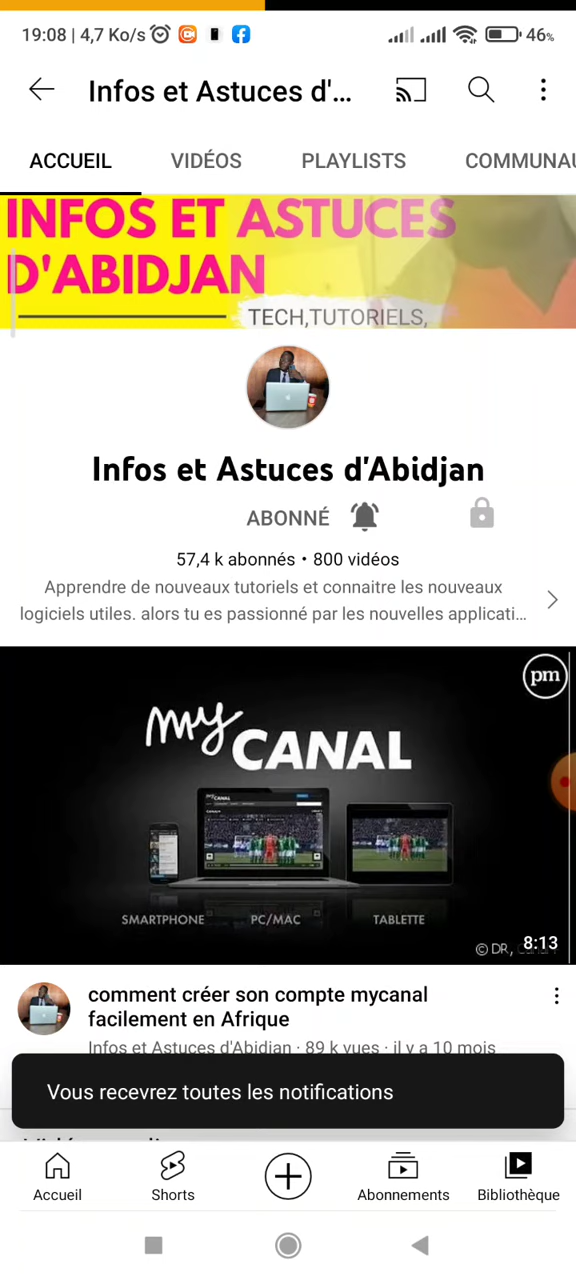 19:08 | 4,7 Ko/s
46%
Infos et Astuces d'...
ACCUEIL
VIDÉOS
PLAYLISTS
COMMUNAU
INFOS ET ASTUCES
D'ABIDJAN
TECH,TUTORIELS,
Infos et Astuces d'Abidjan
ABONNÉ
57,4 k abonnés • 800 vidéos
Apprendre de nouveaux tutoriels et connaitre les nouveaux
logiciels utiles. alors tu es passionné par les nouvelles applicati...
pm
my CANAL
SMARTPHONE
PC/MAC
TABLETTE
© DR,
8:13
comment créer son compte mycanal
facilement en Afrique
Infos et Astuces d'Abidjan · 89 k vues · il y a 10 mois
Vous recevrez toutes les notifications
Accueil
Shorts
Abonnements
Bibliothèque